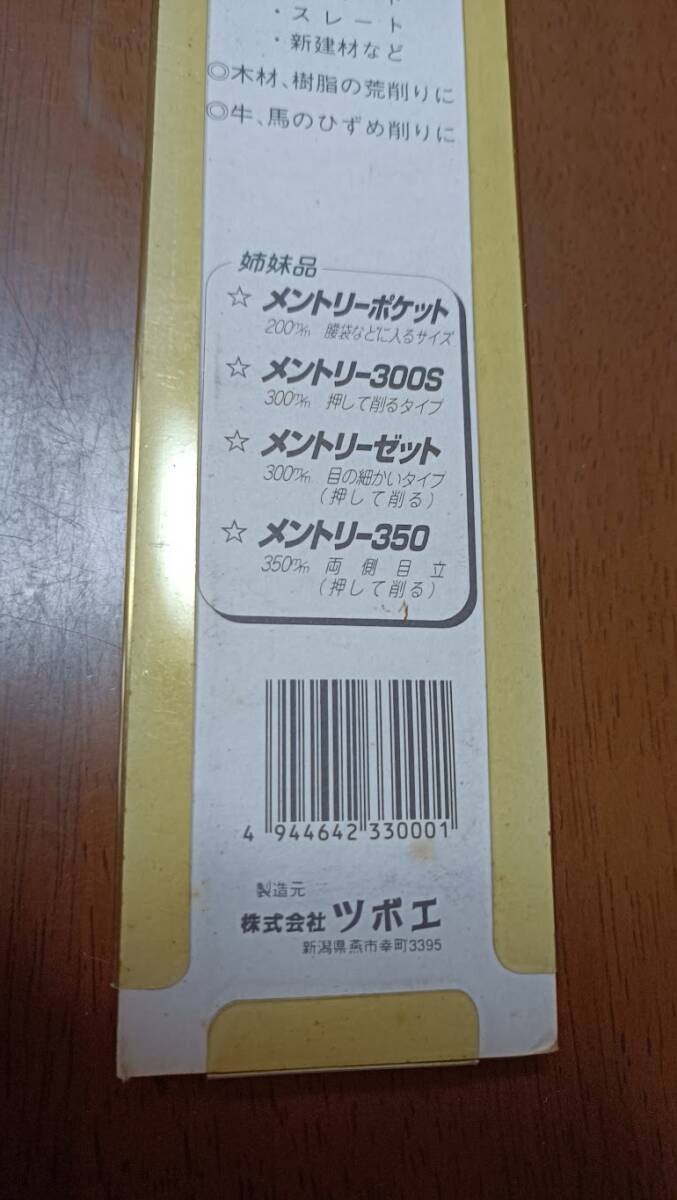 ・スレート
・新建材など
◎木材、樹脂の荒削りに
◎牛、馬のひずめ削りに
姉妹品
☆ メントリーポケット
200m/m 腰袋などに入るサイズ
☆ メントリー300S
300m/m 押して削るタイプ
☆ メントリーゼット
300m/m 目の細かいタイプ
(押して削る)
☆ メントリー350
350m/m 両側目立
(押して削る)
4 944642 330001
製造元
株式会社 ツボエ
新潟県燕市幸町3395